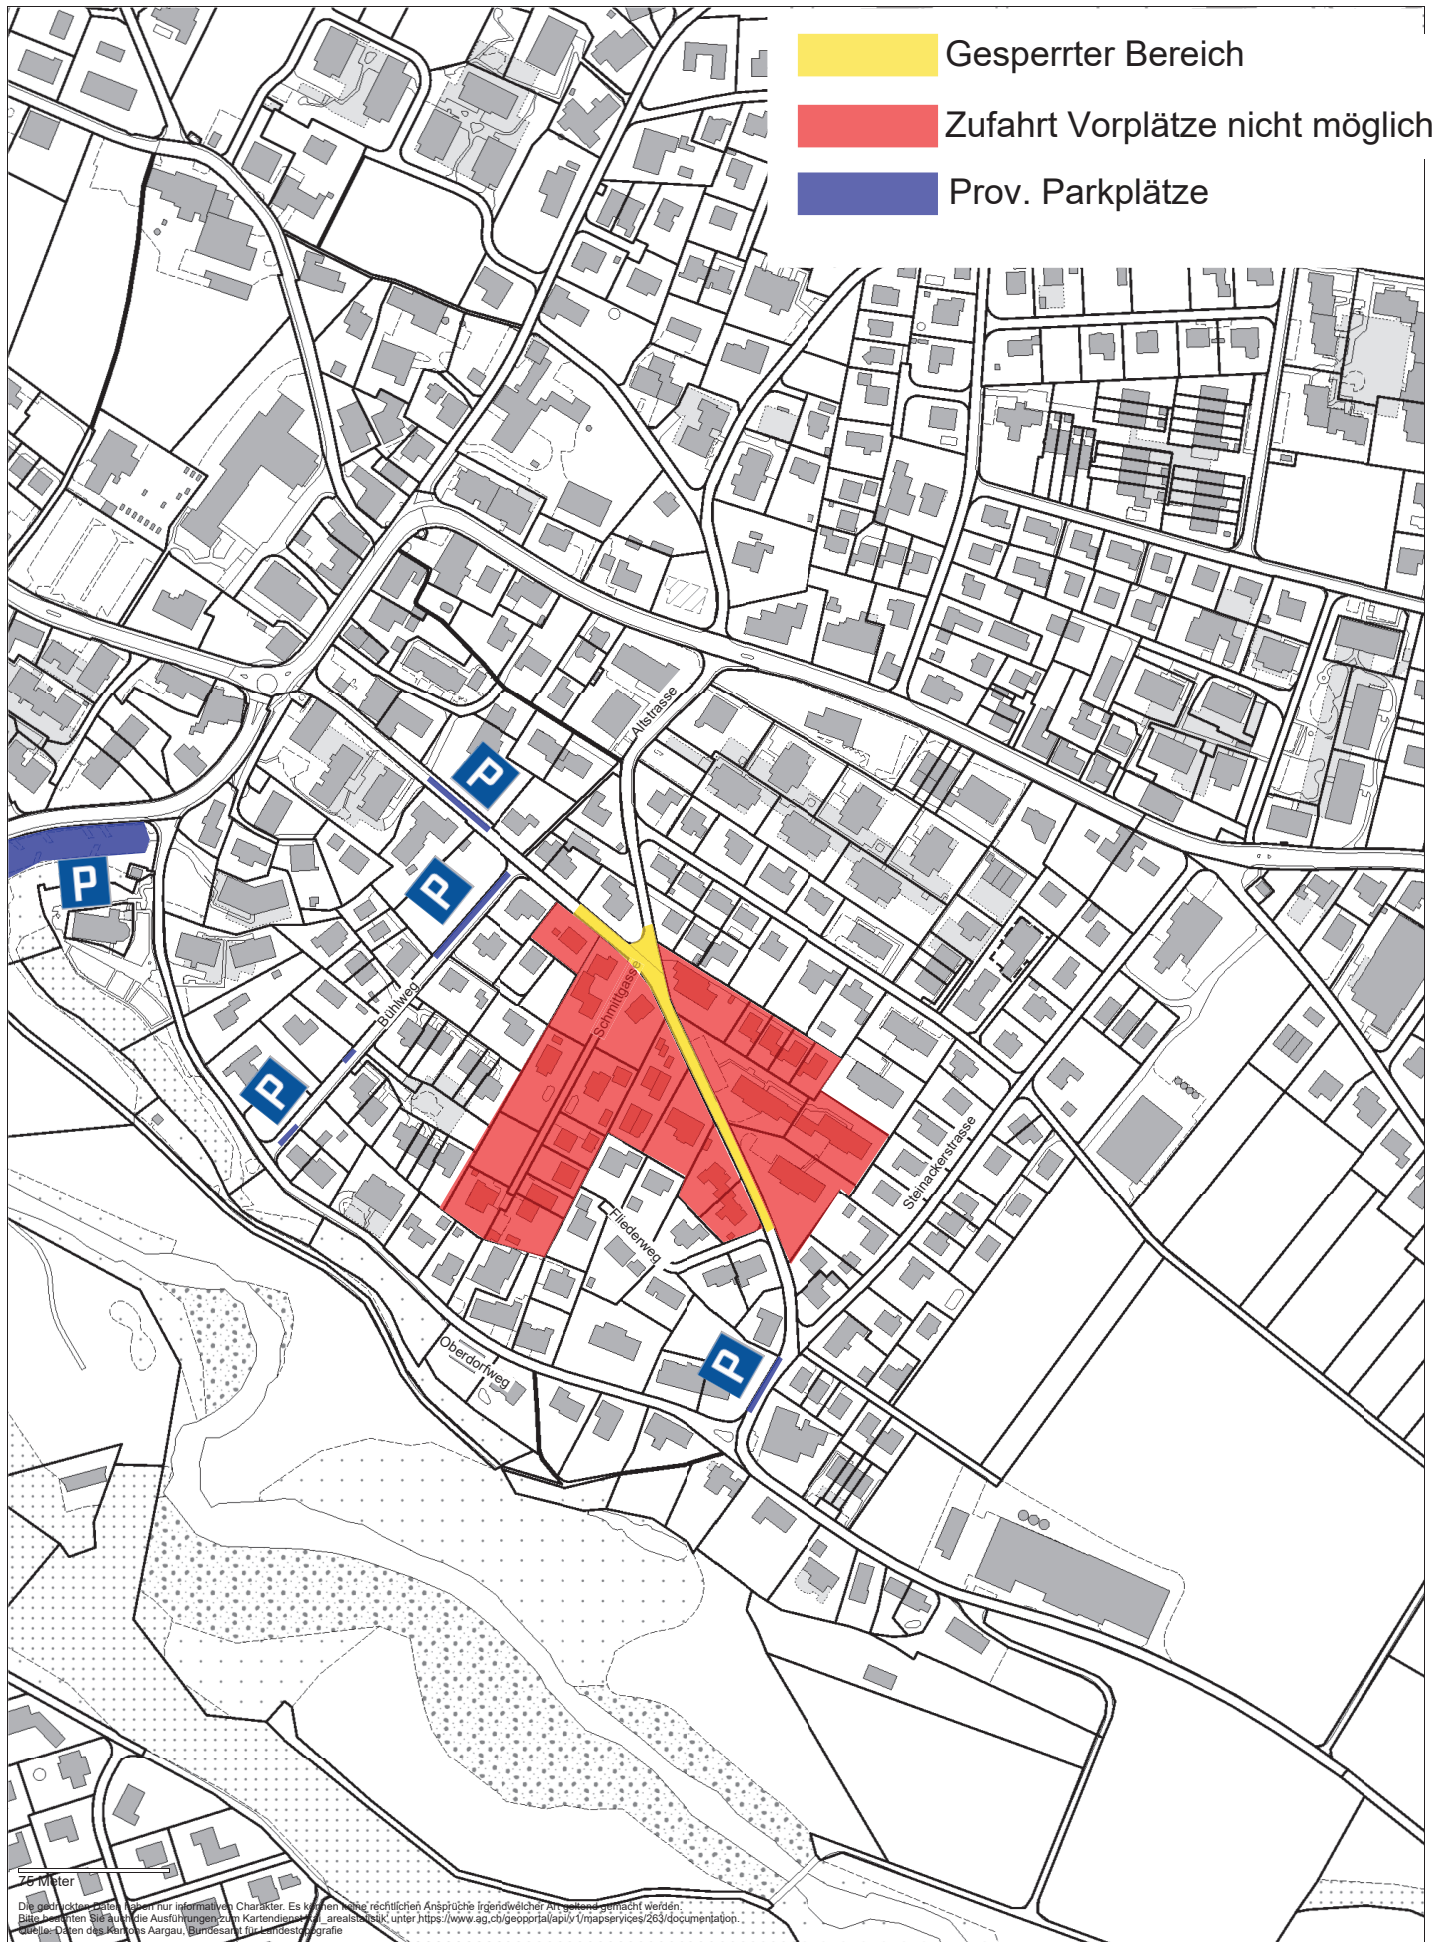 Gesperrter Bereich
Zufahrt Vorplätze nicht möglich
Prov. Parkplätze
Altstrasse
P
P
P
Schmittgasse
Bühlweg
P
Steinackerstrasse
Fliederweg
Oberdorfweg
P
75 Meter
Die gedruckten Daten haben nur informativen Charakter. Es können keine rechtlichen Ansprüche irgendwelcher Art geltend gemacht werden.
Bitte beachten Sie auch die Ausführungen zum Kartendienst 'kai_arealstatistik' unter https://www.ag.ch/geoportal/api/v1/mapservices/263/documentation.
Quelle: Daten des Kantons Aargau, Bundesamt für Landestopografie